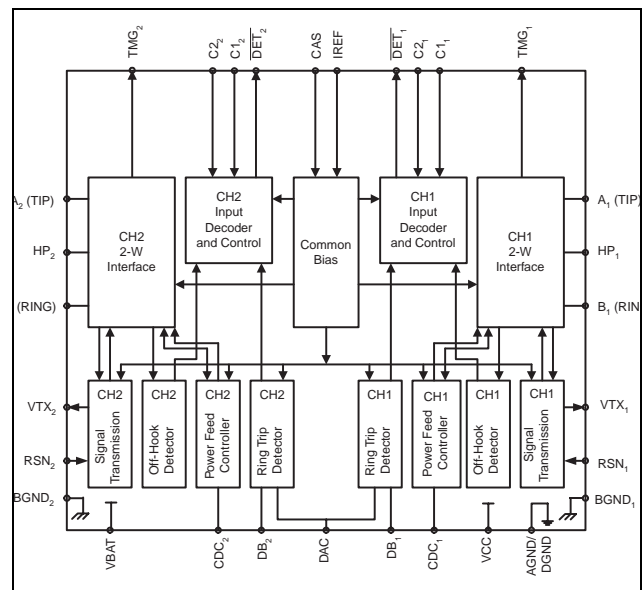 TMG2
C22
C12
DET2
CAS
IREF
DET1
C21
C11
TMG1
A2 (TIP)
HP2
(RING)
CH2
2-W
Interface
CH2
Input
Decoder
and Control
Common
Bias
CH1
Input
Decoder
and Control
CH1
2-W
Interface
A1 (TIP)
HP1
B1 (RIN
VTX2
RSN2
BGND2
CH2
Signal
Transmission
CH2
Off-Hook
Detector
CH2
Power Feed
Controller
CH2
Ring Trip
Detector
CH1
Ring Trip
Detector
CH1
Power Feed
Controller
CH1
Off-Hook
Detector
CH1
Signal
Transmission
VTX1
RSN1
BGND1
VBAT
CDC2
DB2
DAC
DB1
CDC1
VCC
AGND/
DGND